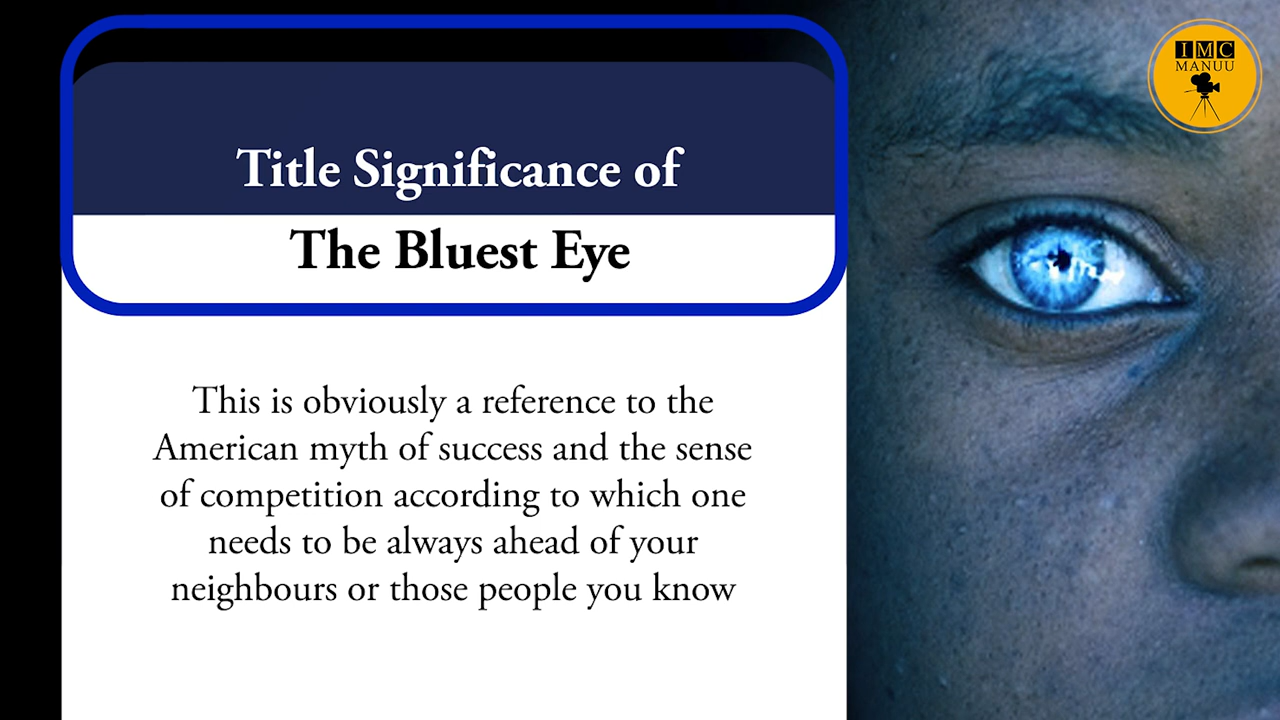 IMC
MANUU
Title Significance of
The Bluest Eye
This is obviously a reference to the
American myth of success and the sense
of competition according to which one
needs to be always ahead of your
neighbours or those people you know